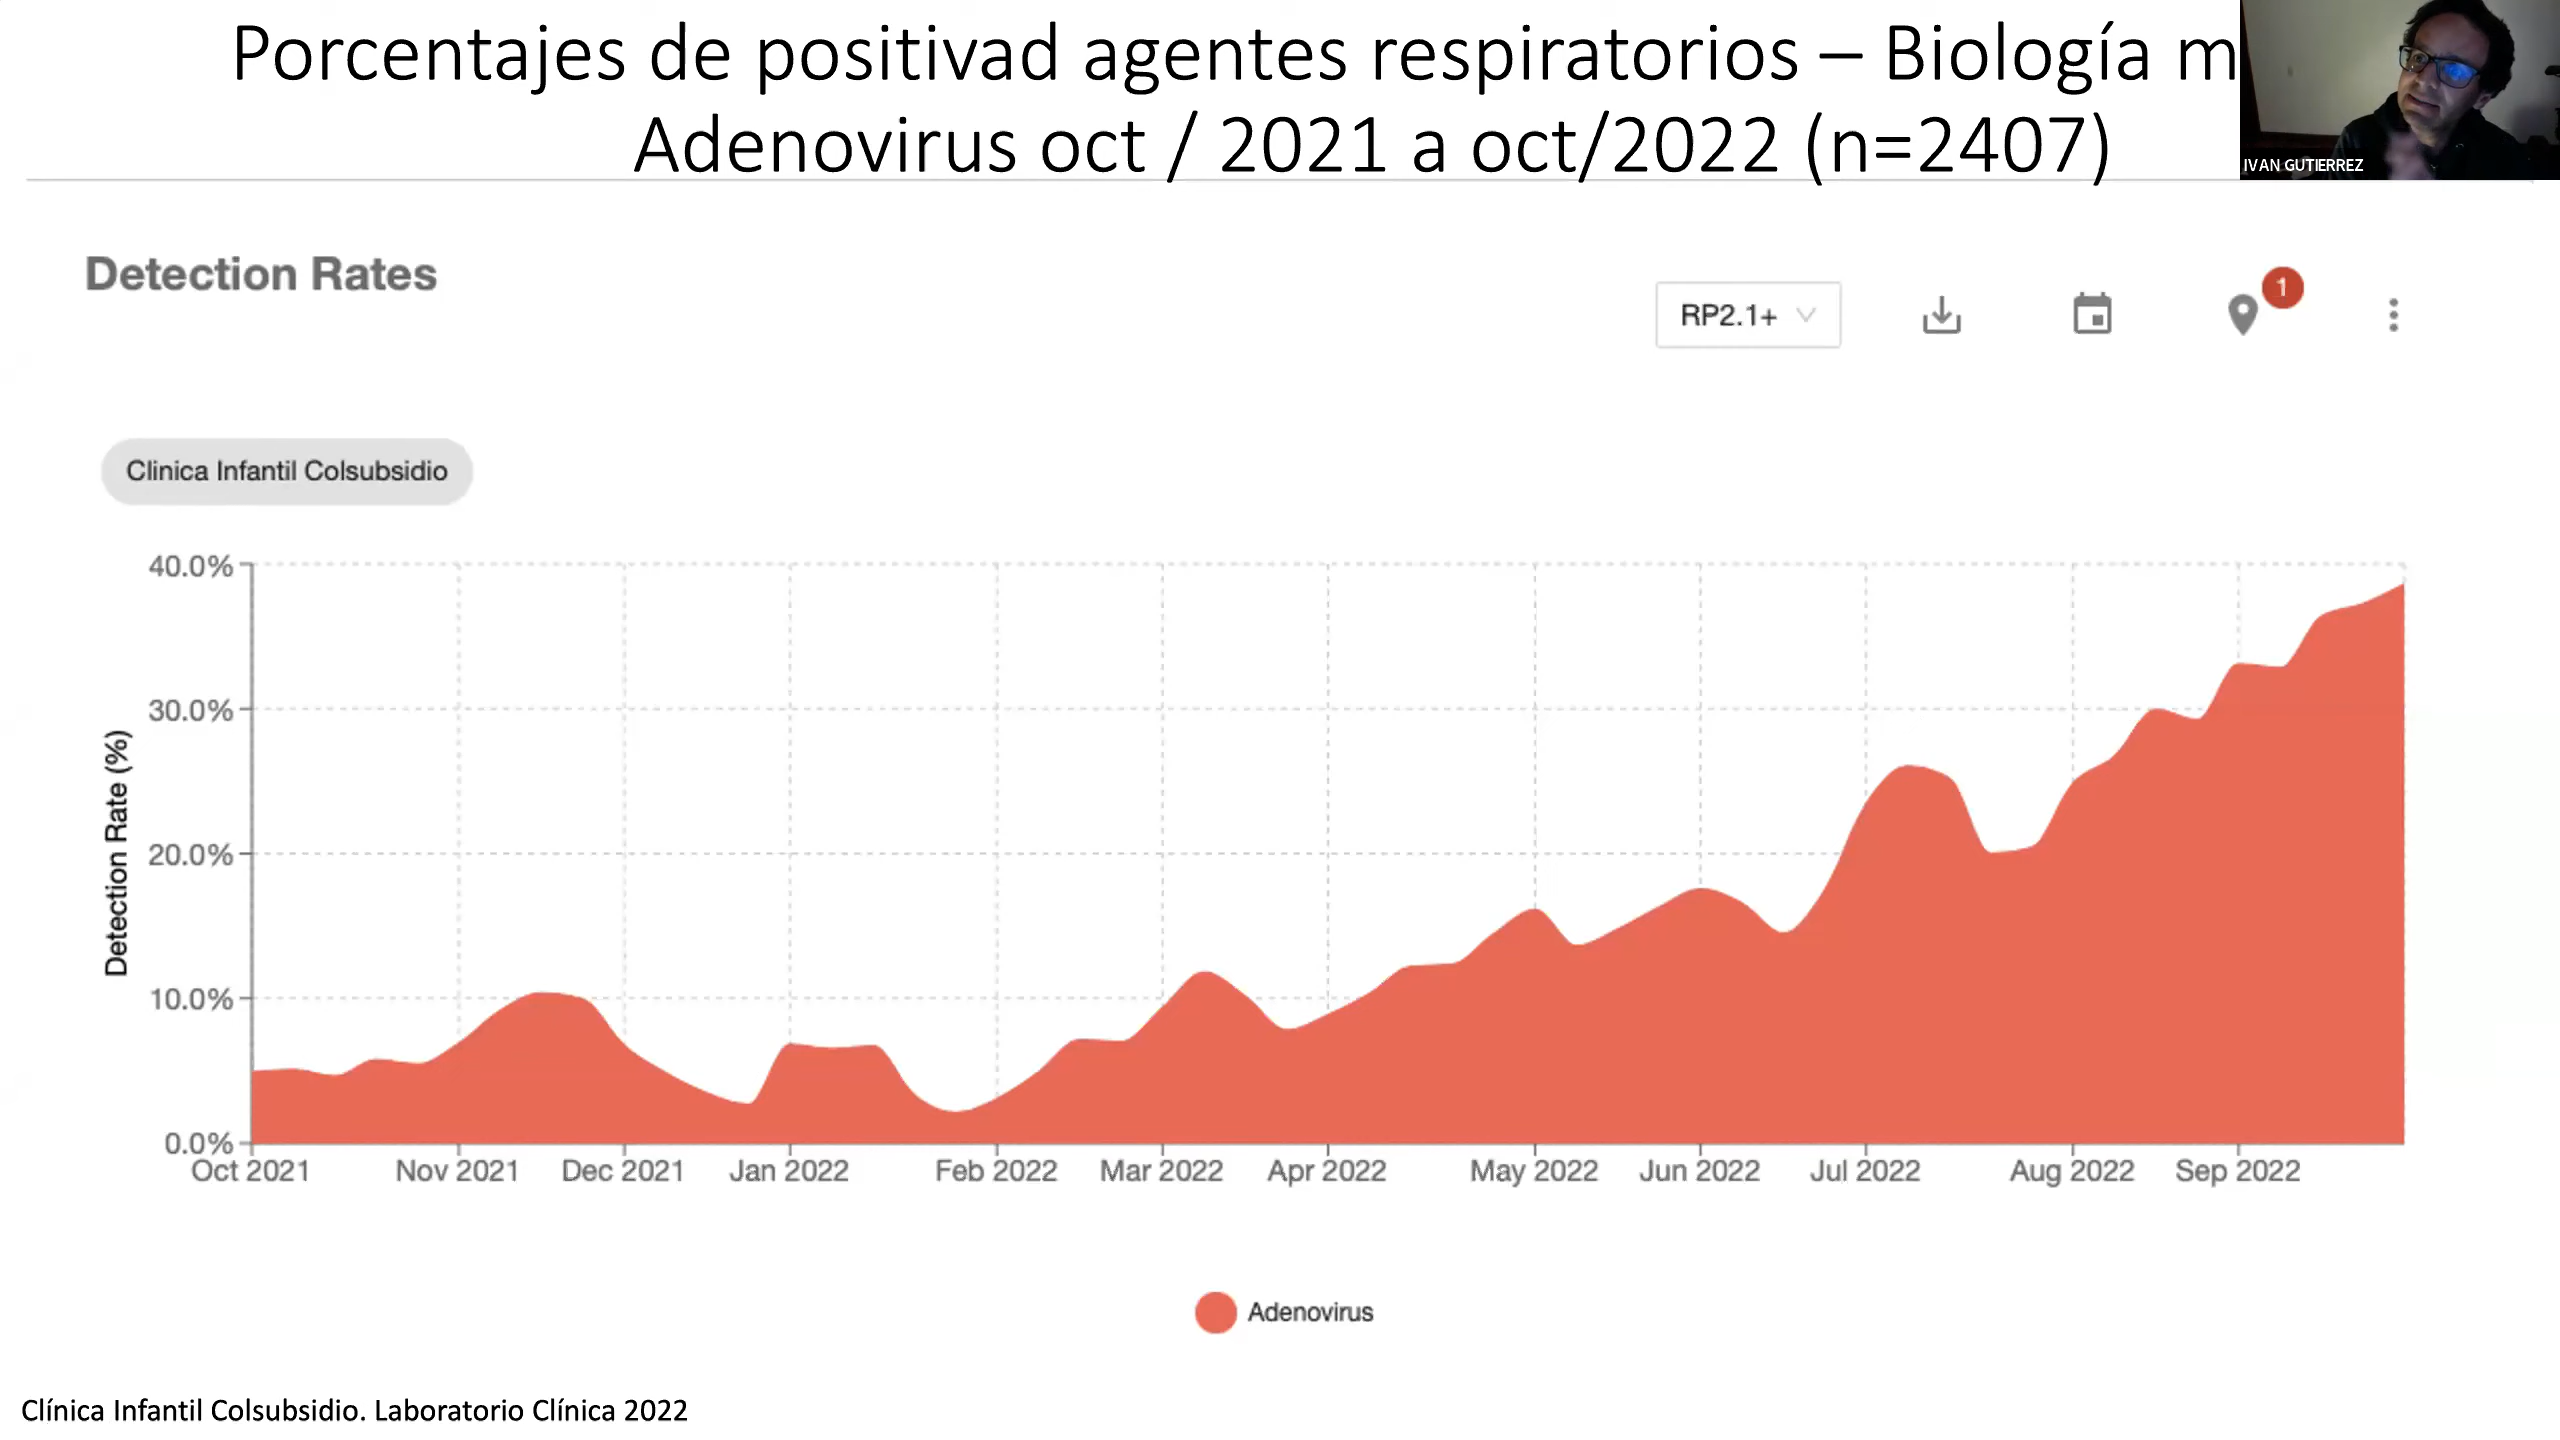 Porcentajes de positivad agentes respiratorios – Biología m
Adenovirus oct / 2021 a oct/2022 (n=2407)
IVAN GUTIERREZ
Detection Rates
RP2.1+
1
Clinica Infantil Colsubsidio
40.0%
30.0%
20.0%
10.0%
0.0%
Detection Rate (%)
Oct 2021 Nov 2021 Dec 2021 Jan 2022 Feb 2022 Mar 2022 Apr 2022 May 2022 Jun 2022 Jul 2022 Aug 2022 Sep 2022
Adenovirus
Clínica Infantil Colsubsidio. Laboratorio Clínica 2022